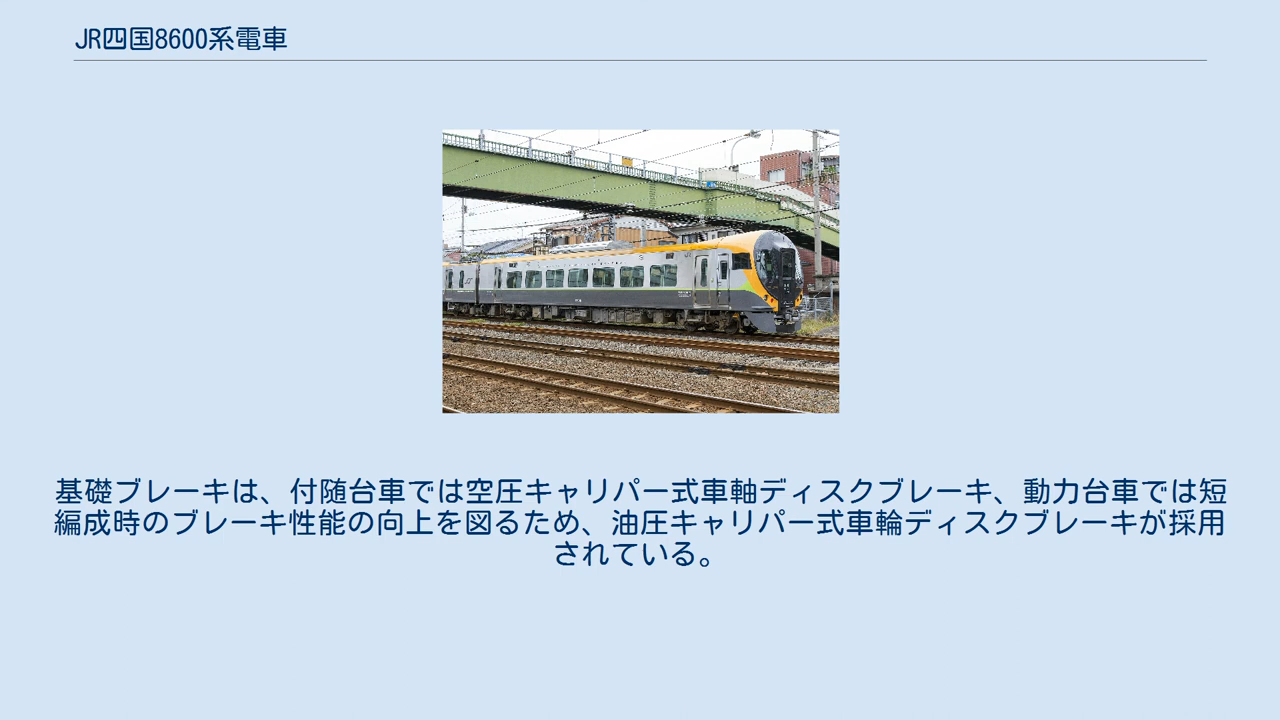 JR四国8600系電車
基礎ブレーキは、付随台車では空圧キャリパー式車軸ディスクブレーキ、動力台車では短
編成時のブレーキ性能の向上を図るため、油圧キャリパー式車輪ディスクブレーキが採用
されている。